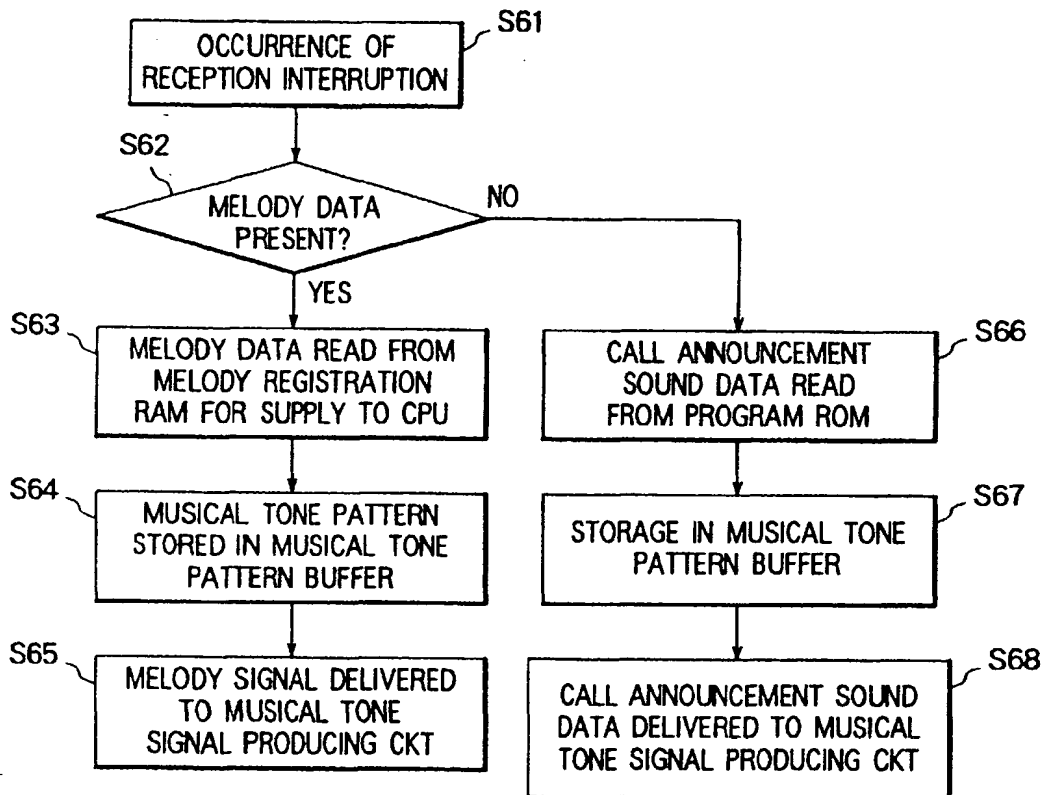 S61
OCCURRENCE OF
RECEPTION INTERRUPTION
S62
MELODY DATA
PRESENT?
NO
YES
S63
MELODY DATA READ FROM
MELODY REGISTRATION
RAM FOR SUPPLY TO CPU
S66
CALL ANNOUNCEMENT
SOUND DATA READ
FROM PROGRAM ROM
S64
MUSICAL TONE PATTERN
STORED IN MUSICAL TONE
PATTERN BUFFER
S67
STORAGE IN MUSICAL TONE
PATTERN BUFFER
S65
MELODY SIGNAL DELIVERED
TO MUSICAL TONE
SIGNAL PRODUCING CKT
S68
CALL ANNOUNCEMENT SOUND
DATA DELIVERED TO MUSICAL
TONE SIGNAL PRODUCING CKT